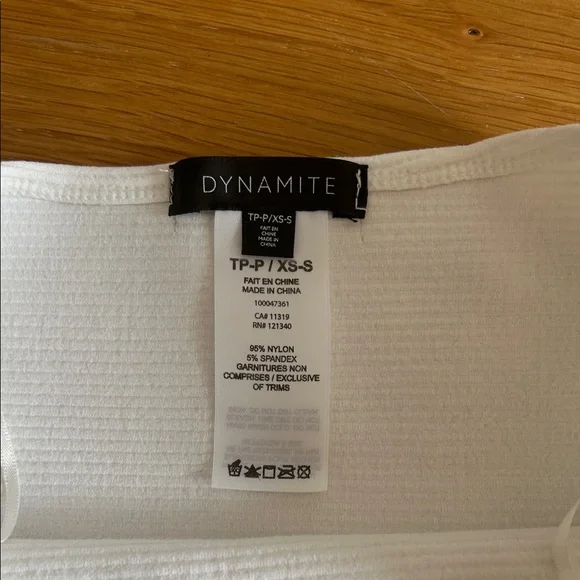 DYNAMITE
TP-P/XS-S
FAIT EN
CHINE
MADE IN
CHINA
TP-P / XS-S
FAIT EN CHINE
MADE IN CHINA
100047361
CA# 11319
RN# 121340
95% NYLON
5% SPANDEX
GARNITURES NON
COMPRISES / EXCLUSIVE
OF TRIMS